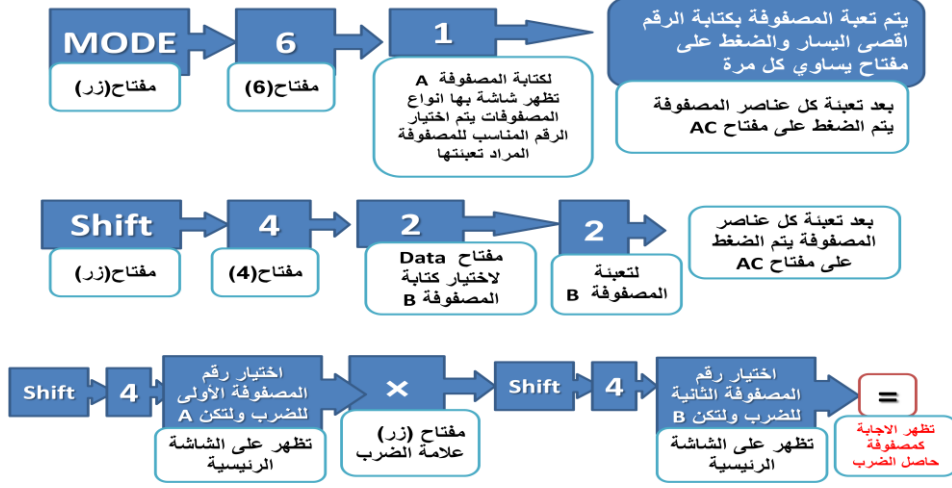 MODE
مفتاح(زر)
6
مفتاح(6)
1
لكتابة المصفوفة A
تظهر شاشة بها انواع
المصفوفات يتم اختيار
الرقم المناسب للمصفوفة
المراد تعبئتها
يتم تعبة المصفوفة بكتابة الرقم
اقصى اليسار والضغط على
مفتاح يساوي كل مرة
بعد تعبئة كل عناصر المصفوفة
يتم الضغط على مفتاح AC
Shift
مفتاح(زر)
4
مفتاح(4)
2
مفتاح Data
لاختيار كتابة
المصفوفة B
2
لتعبئة
المصفوفة B
بعد تعبئة كل عناصر
المصفوفة يتم الضغط
على مفتاح AC
Shift
4
اختيار رقم
المصفوفة الأولى
للضرب ولتكن A
تظهر على الشاشة
الرئيسية
×
مفتاح (زر)
علامة الضرب
Shift
4
اختيار رقم
المصفوفة الثانية
للضرب ولتكن B
تظهر على الشاشة
الرئيسية
=
تظهر الاجابة
كمصفوفة
حاصل الضرب